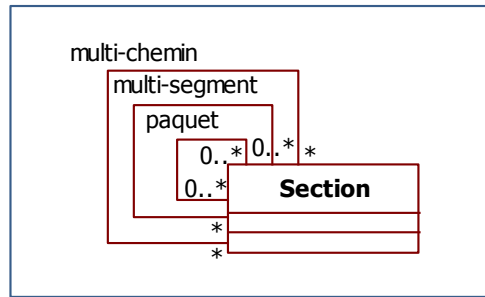 multi-chemin
multi-segment
paquet
0..* 0..* *
0..* Section
*
*